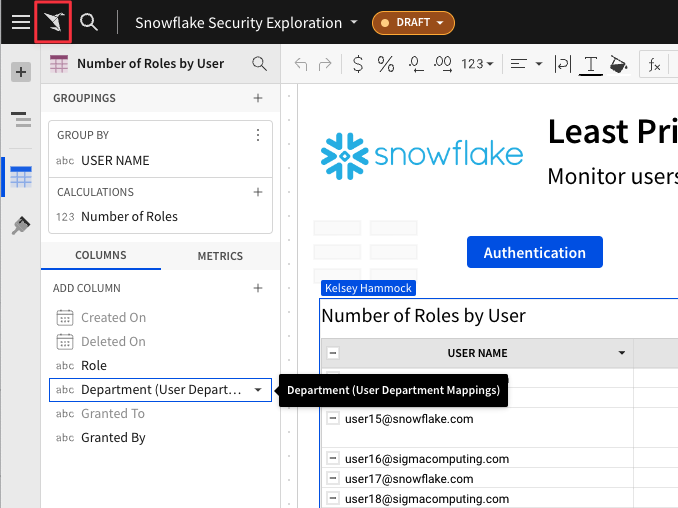 Snowflake Security Exploration
DRAFT
Number of Roles by User
$ % .0 .00 123
fx
GROUPINGS
GROUP BY
abc USER NAME
CALCULATIONS
123 Number of Roles
COLUMNS METRICS
ADD COLUMN
Created On
Deleted On
abc Role
abc Department (User Depart...
abc Granted To
abc Granted By
snowflake
Least Pri
Monitor users
Authentication
Kelsey Hammock
Number of Roles by User
USER NAME
Department (User Department Mappings)
user15@snowflake.com
user16@sigmacomputing.com
user17@snowflake.com
user18@sigmacomputing.com